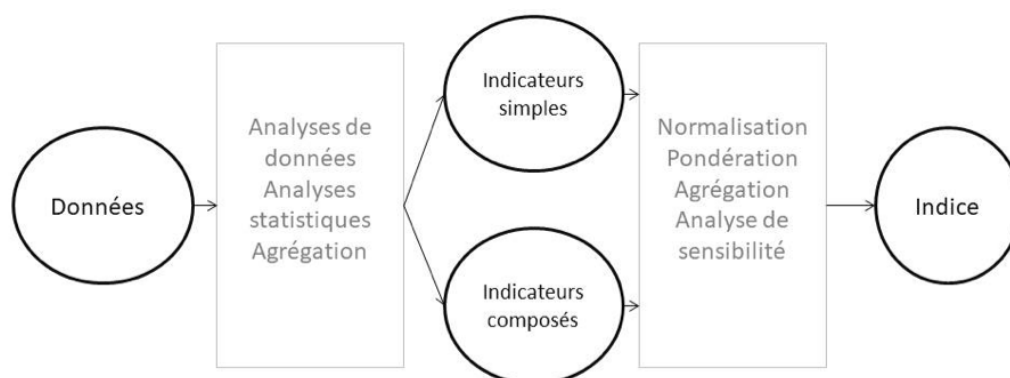 Données
Analyses de
données
Analyses
statistiques
Agrégation
Indicateurs
simples
Indicateurs
composés
Normalisation
Pondération
Agrégation
Analyse de
sensibilité
Indice